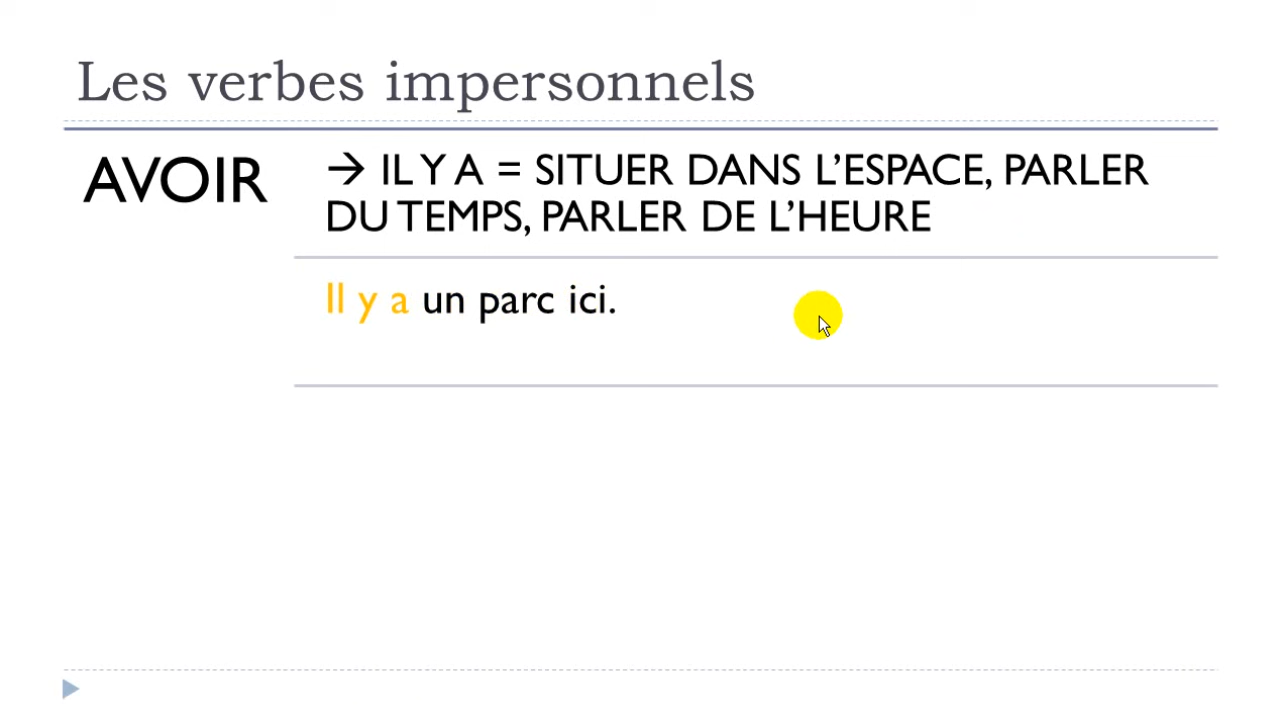 Les verbes impersonnels
AVOIR
→ IL Y A = SITUER DANS L’ESPACE, PARLER
DU TEMPS, PARLER DE L’HEURE
Il y a un parc ici.